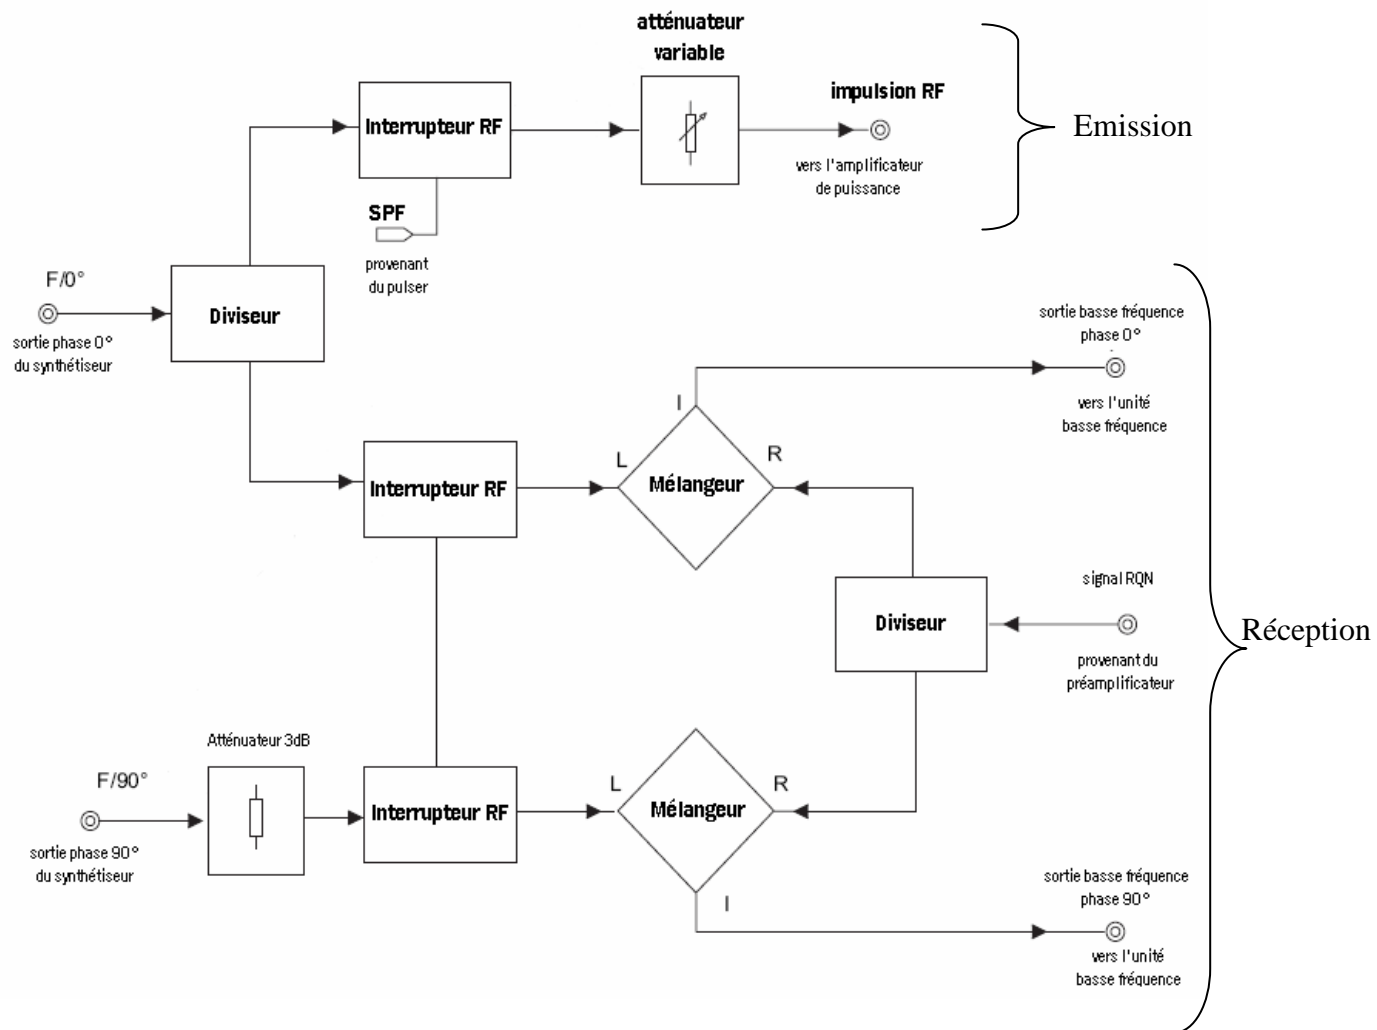 atténuateur
variable
impulsion RF
Interrupteur RF
Emission
vers l'amplificateur
de puissance
SPF
provenant
du pulser
F/0°
Diviseur
sortie phase 0°
du synthétiseur
sortie basse fréquence
phase 0°
vers l'unité
basse fréquence
I
L
R
Interrupteur RF
Mélangeur
signal RQN
Diviseur
Réception
provenant du
préamplificateur
Atténuateur 3dB
F/90°
L
R
Interrupteur RF
Mélangeur
sortie phase 90°
du synthétiseur
sortie basse fréquence
phase 90°
I
vers l'unité
basse fréquence